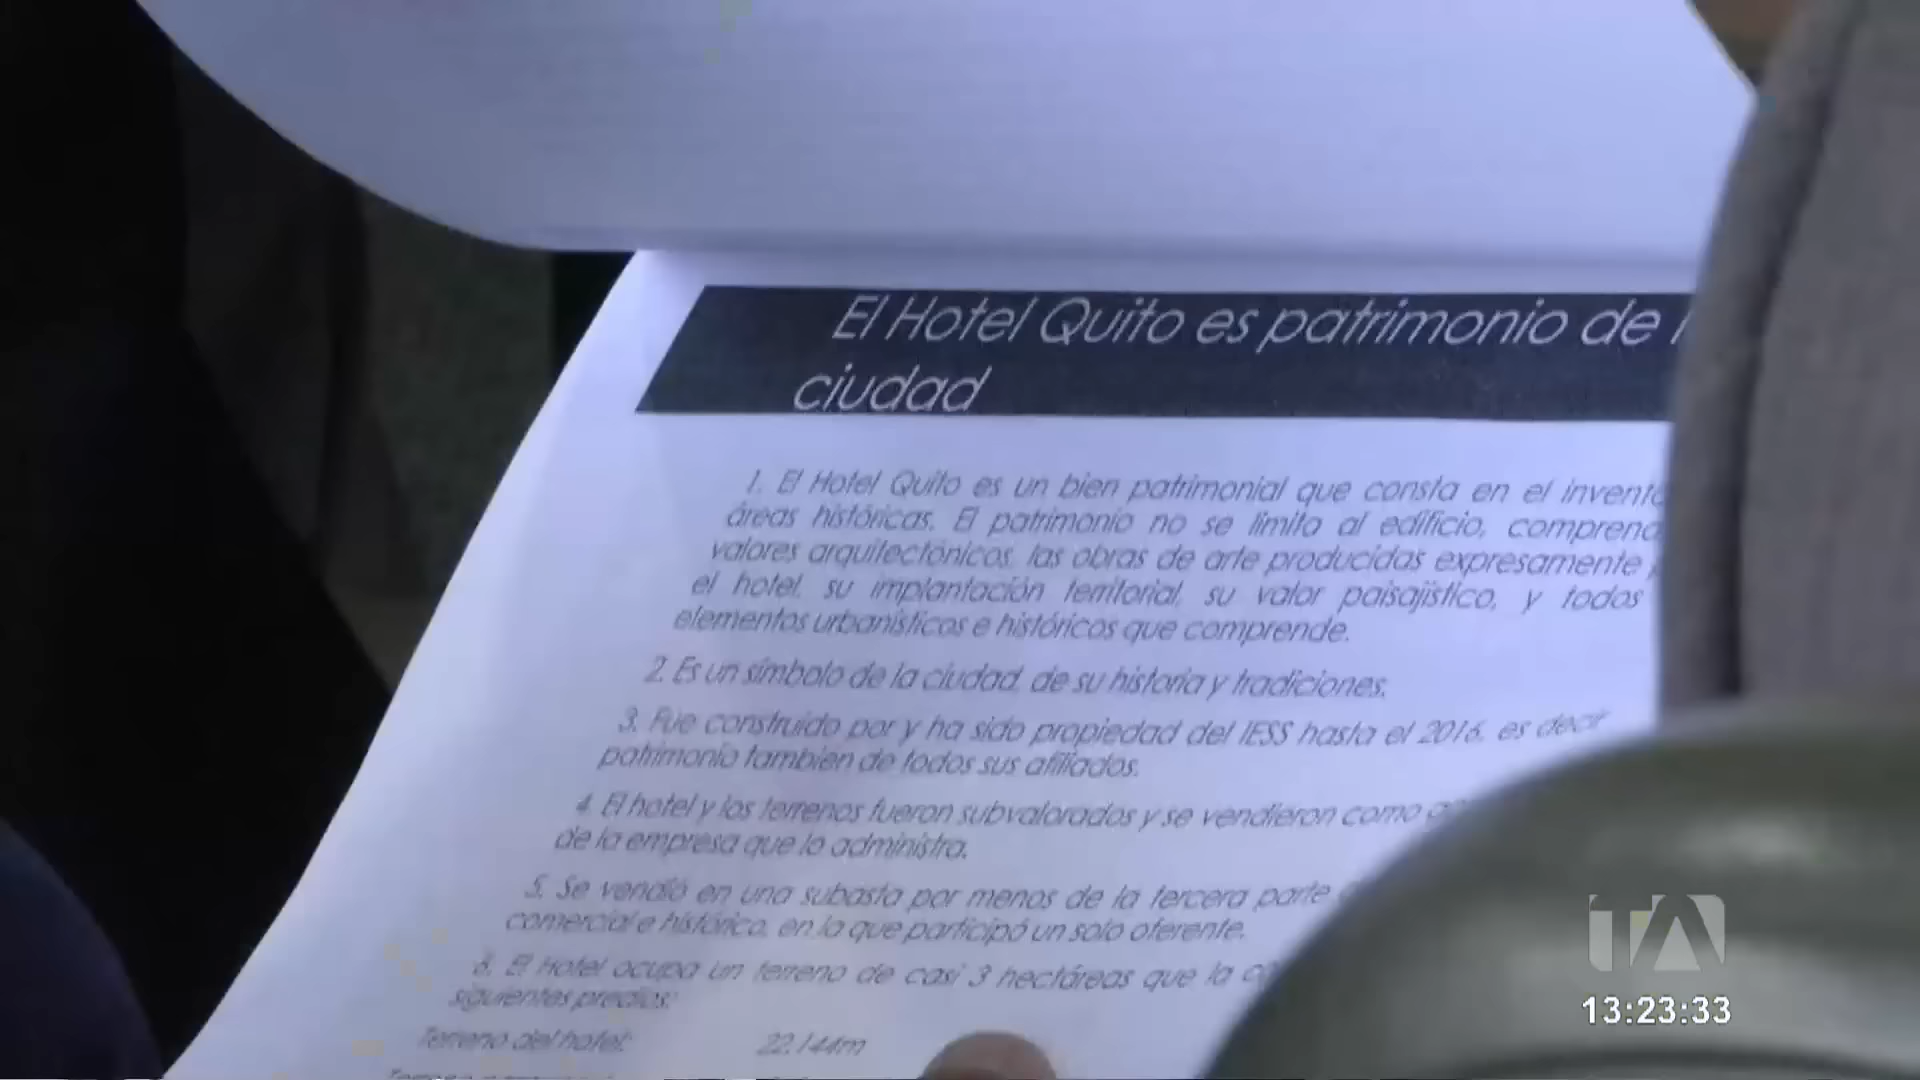 El Hotel Quito es patrimonio de
ciudad
1. El Hotel Quito es un bien patrimonial que consta en el invent
áreas históricas. El patrimonio no se limita al edificio, comprend
valores arquitectónicos, las obras de arte producidas expresamente
el hotel, su implantación territorial, su valor paisajístico, y todos
elementos urbanísticos e históricos que comprende.
2. Es un símbolo de la ciudad, de su historia y tradiciones.
3. Fue construido por y ha sido propiedad del IESS hasta el 2016, es decir
patrimonio tambien de todos sus afiliados.
4. El hotel y los terrenos fueron subvalorados y se vendieron como
de la empresa que lo administra.
5. Se vendió en una subasta por menos de la tercera parte
comercial e histórico, en la que participó un solo oferente.
6. El Hotel ocupa un terreno de casi 3 hectáreas que la
siguientes predios:
Terreno del hotel: 22.144m
TA
13:23:33